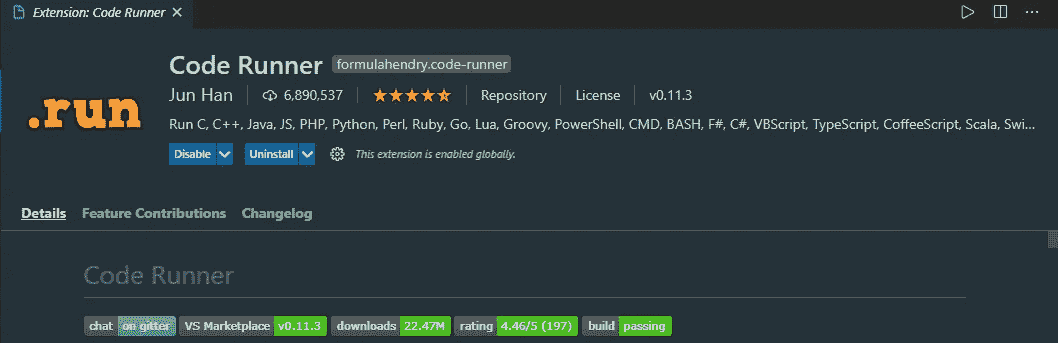 Extension: Code Runner
Code Runner formulahendry.code-runner
.run
Jun Han 6,890,537 Repository License v0.11.3
Run C, C++, Java, JS, PHP, Python, Perl, Ruby, Go, Lua, Groovy, PowerShell, CMD, BASH, F#, C#, VBScript, TypeScript, CoffeeScript, Scala, Swi...
Disable Uninstall This extension is enabled globally.
Details Feature Contributions Changelog
Code Runner
chat on gitter VS Marketplace v0.11.3 downloads 22.47M rating 4.46/5 (197) build passing